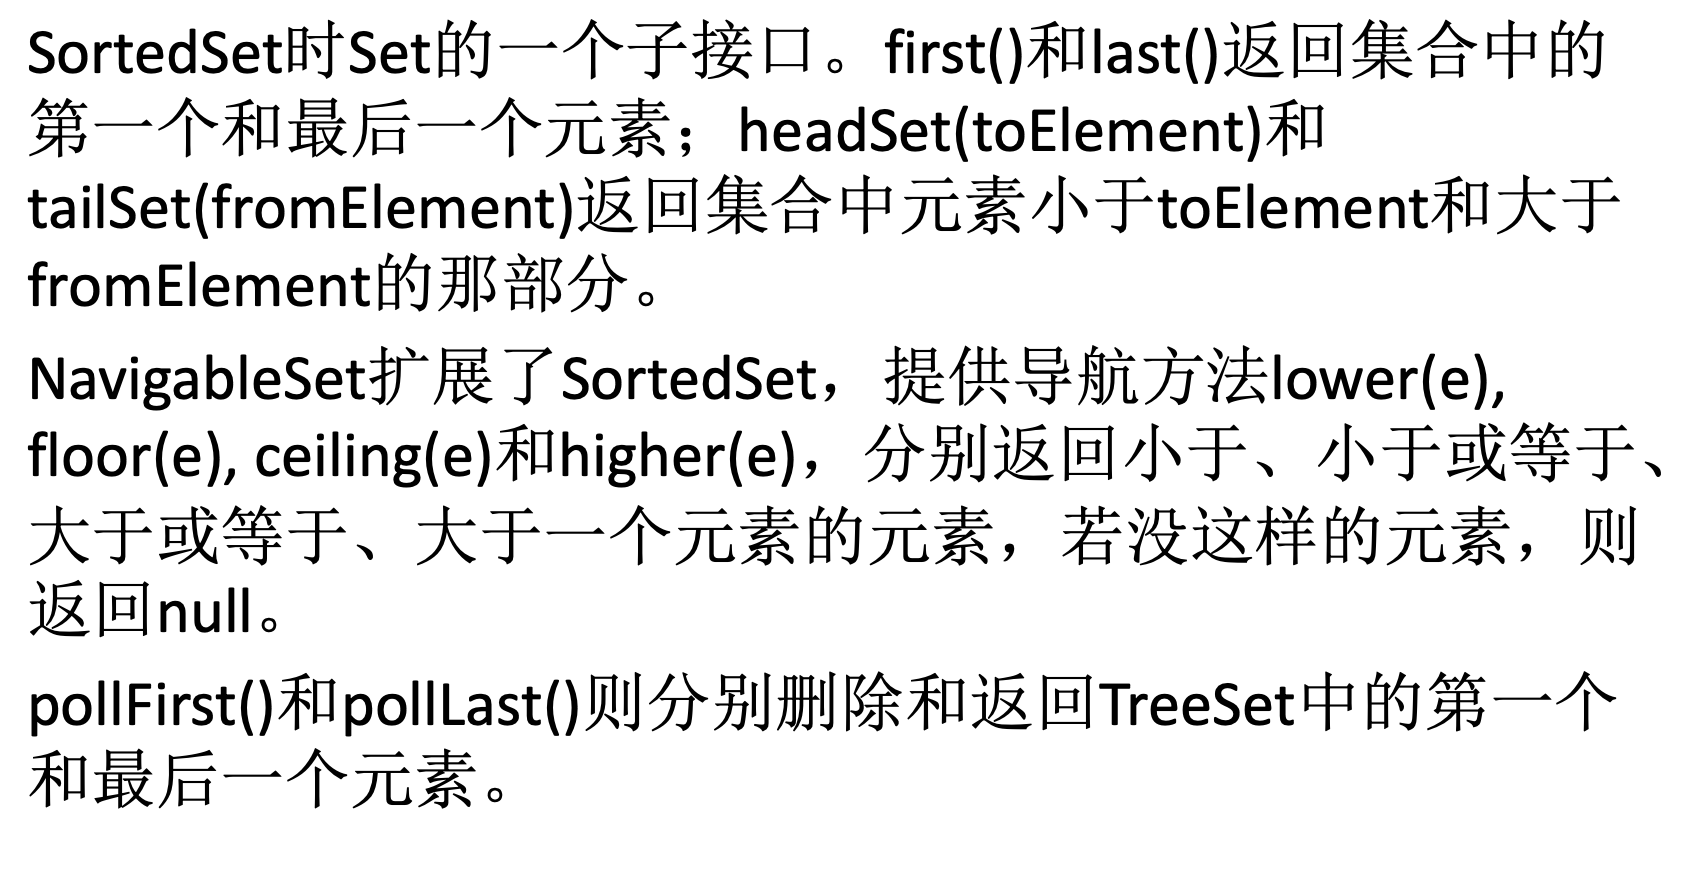 SortedSet时Set的一个子接口。first()和last()返回集合中的
第一个和最后一个元素；headSet(toElement)和
tailSet(fromElement)返回集合中元素小于toElement和大于
fromElement的那部分。
NavigableSet扩展了SortedSet，提供导航方法lower(e),
floor(e), ceiling(e)和higher(e)，分别返回小于、小于或等于、
大于或等于、大于一个元素的元素，若没这样的元素，则
返回null。
pollFirst()和pollLast()则分别删除和返回TreeSet中的第一个
和最后一个元素。